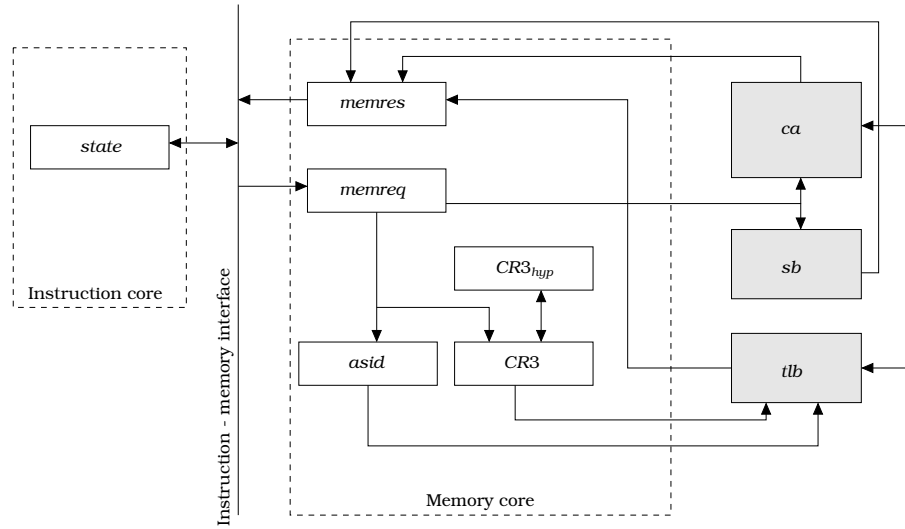 memres
ca
state
memreq
CR3hyp
sb
Instruction core
Instruction - memory interface
asid
CR3
tlb
Memory core